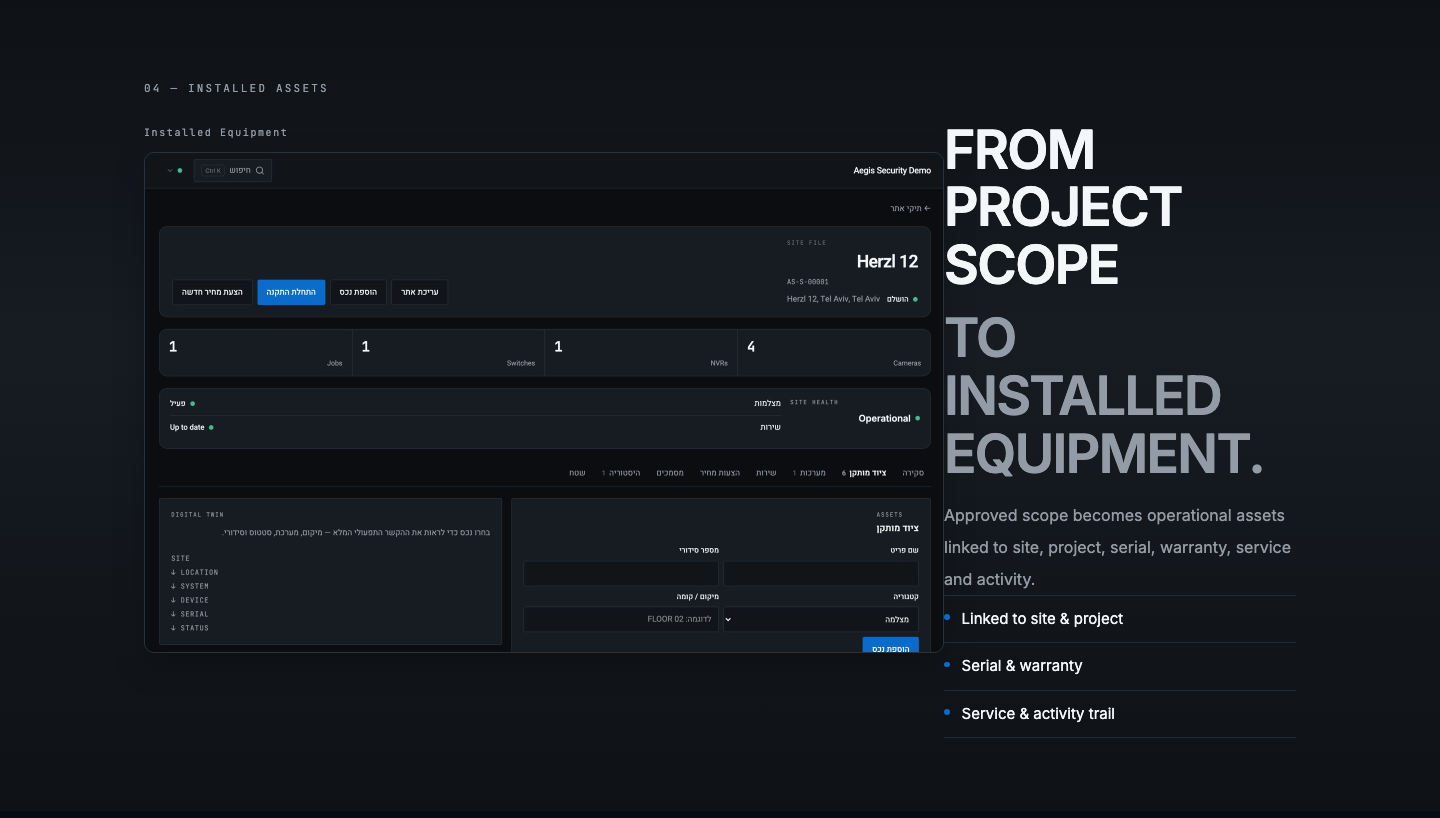 04 — INSTALLED ASSETS
Installed Equipment
Aegis Security Demo
חיפוש
Ctrl K
← תיקי אתר
SITE FILE
Herzl 12
AS-S-00001
הושלם
Herzl 12, Tel Aviv, Tel Aviv
עריכת אתר
הוספת נכס
התחלת התקנה
הצעת מחיר חדשה
4
Cameras
1
NVRs
1
Switches
1
Jobs
SITE HEALTH
Operational
מצלמות
פעיל
שירות
Up to date
סקירה
ציוד מותקן 6
מערכות 1
שירות
הצעות מחיר
מסמכים
היסטוריה 1
שטח
ASSETS
ציוד מותקן
שם פריט
מספר סידורי
קטגוריה
מיקום / קומה
מצלמה
לדוגמה: FLOOR 02
הוספת נכס
DIGITAL TWIN
בחרו נכס כדי לראות את ההקשר התפעולי המלא — מיקום, מערכת, סטטוס וסידורי.
SITE
↓ LOCATION
↓ SYSTEM
↓ DEVICE
↓ SERIAL
↓ STATUS
FROM
PROJECT
SCOPE
TO
INSTALLED
EQUIPMENT.
Approved scope becomes operational assets
linked to site, project, serial, warranty, service
and activity.
Linked to site & project
Serial & warranty
Service & activity trail